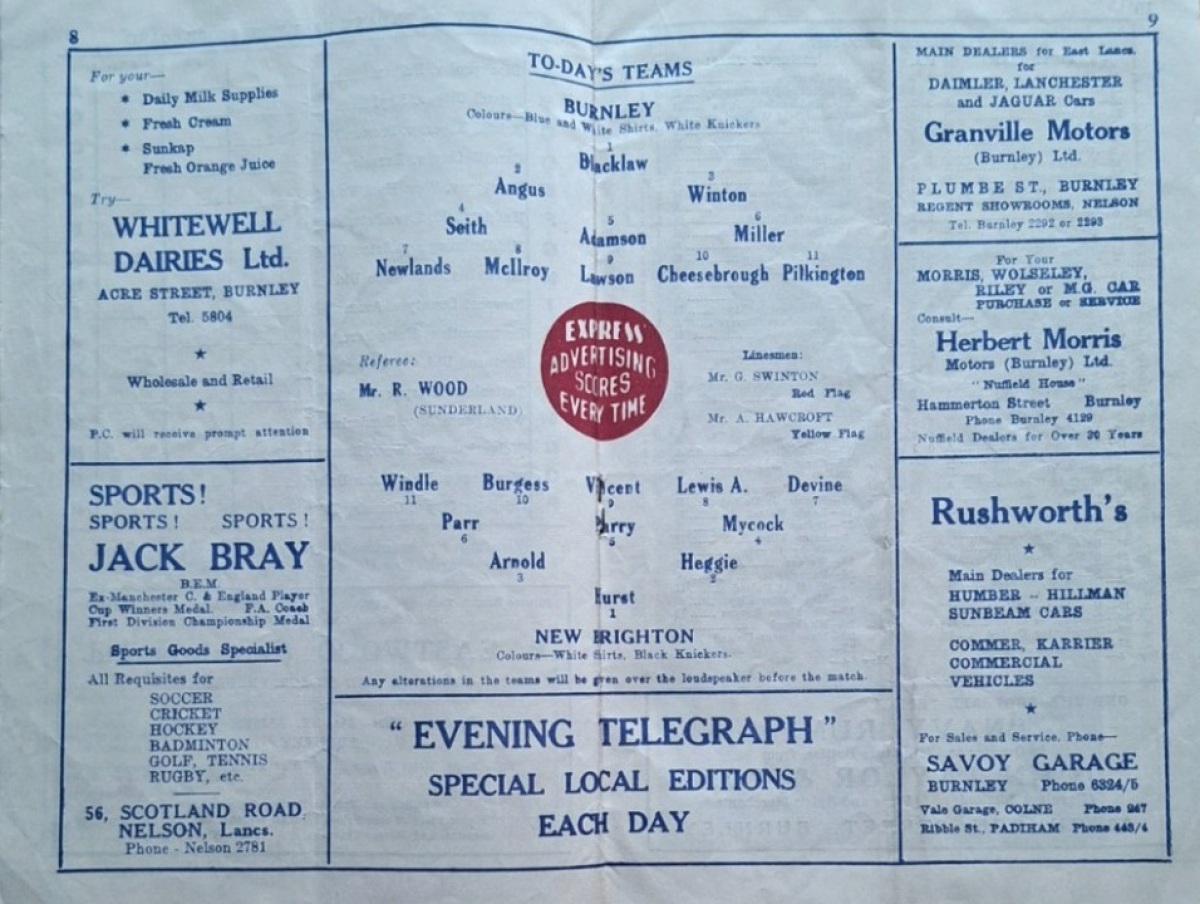 8
9
For your—
* Daily Milk Supplies
* Fresh Cream
* Sunkap
Fresh Orange Juice
Try—
WHITEWELL
DAIRIES Ltd.
ACRE STREET, BURNLEY
Tel. 5804
★
Wholesale and Retail
★
P.C. will receive prompt attention
SPORTS!
SPORTS! SPORTS!
JACK BRAY
B.E.M.
Ex-Manchester C. & England Player
Cup Winners Medal. F.A. Coach
First Division Championship Medal
Sports Goods Specialist
All Requisites for
SOCCER
CRICKET
HOCKEY
BADMINTON
GOLF, TENNIS
RUGBY, etc.
56, SCOTLAND ROAD,
NELSON, Lancs.
Phone - Nelson 2781
TO-DAY'S TEAMS
BURNLEY
Colours—Blue and White Shirts, White Knickers
1
Blacklaw
2 3
Angus Winton
4 5 6
Seith Adamson Miller
7 8 9 10 11
Newlands McIlroy Lawson Cheesebrough Pilkington
EXPRESS
ADVERTISING
SCORES
EVERY TIME
Referee:
Mr. R. WOOD
(SUNDERLAND)
Linesmen:
Mr. G. SWINTON
Red Flag
Mr. A. HAWCROFT
Yellow Flag
Windle Burgess Vincent Lewis A. Devine
11 10 9 8 7
Parr Parry Mycock
6 5 4
Arnold Heggie
3 2
Hurst
1
NEW BRIGHTON
Colours—White Shirts, Black Knickers.
Any alterations in the teams will be given over the loudspeaker before the match.
" EVENING TELEGRAPH "
SPECIAL LOCAL EDITIONS
EACH DAY
MAIN DEALERS for East Lancs.
for
DAIMLER, LANCHESTER
and JAGUAR Cars
Granville Motors
(Burnley) Ltd.
PLUMBE ST., BURNLEY
REGENT SHOWROOMS, NELSON
Tel. Burnley 2292 or 2293
For Your
MORRIS, WOLSELEY,
RILEY or M.G. CAR
PURCHASE or SERVICE
Consult—
Herbert Morris
Motors (Burnley) Ltd.
"Nuffield House"
Hammerton Street Burnley
Phone Burnley 4129
Nuffield Dealers for Over 30 Years
Rushworth's
★
Main Dealers for
HUMBER - HILLMAN
SUNBEAM CARS
COMMER, KARRIER
COMMERCIAL
VEHICLES
★
For Sales and Service, Phone—
SAVOY GARAGE
BURNLEY Phone 6324/5
Vale Garage, COLNE Phone 247
Ribble St., PADIHAM Phone 443/4